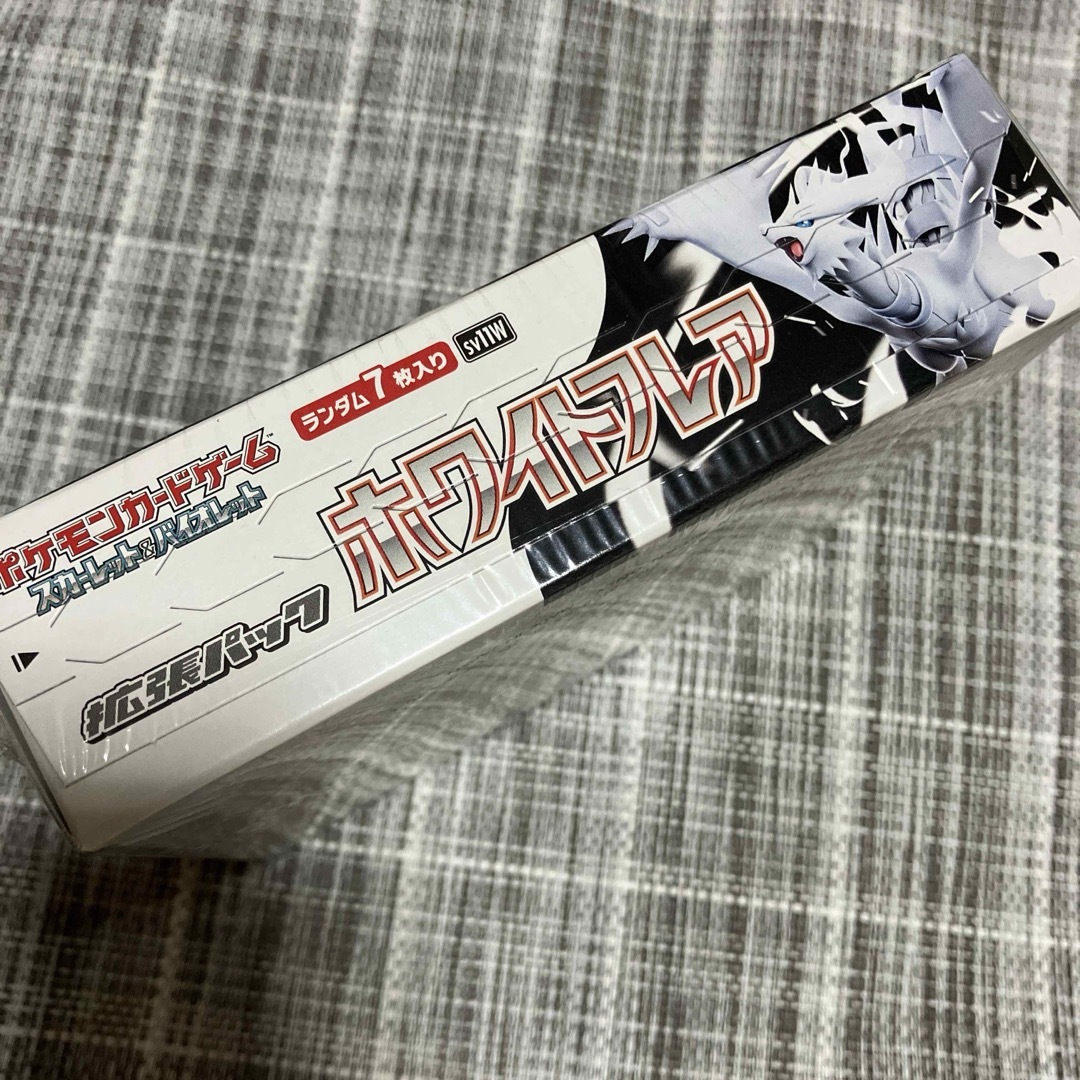 ポケモンカードゲーム™
スカーレット&バイオレット
ランダム7枚入り
SV11W
拡張パック
ホワイトフレア